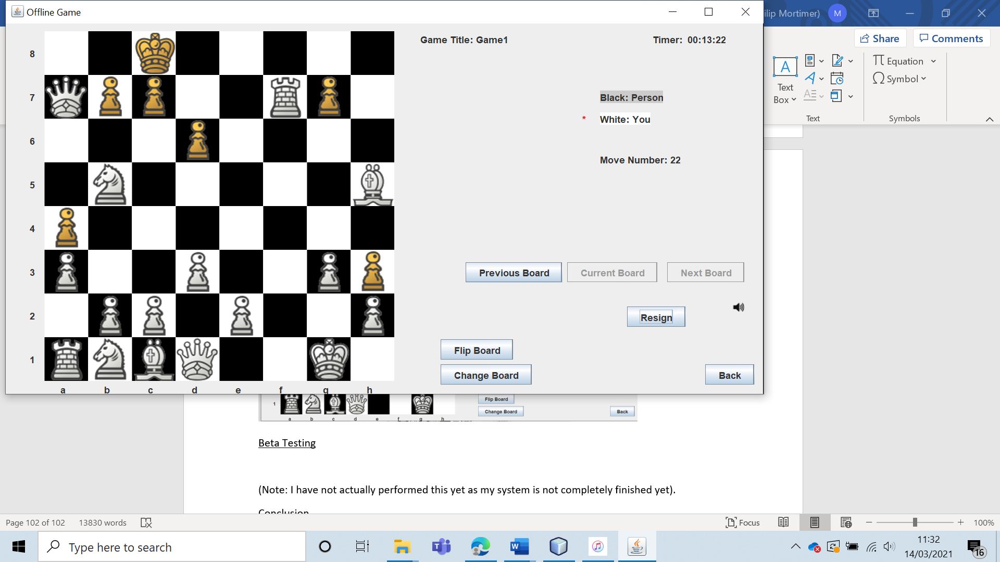 Offline Game
ilip Mortimer)
M
Share
Comments
Game Title: Game1
Timer: 00:13:22
Text
Box
Equation
Symbol
Text
Symbols
8
7
6
5
4
3
2
1
a b c d e f g h
Black: Person
* White: You
Move Number: 22
Previous Board
Current Board
Next Board
Resign
Flip Board
Change Board
Back
1
Flip Board
Change Board
Back
a b c d e f g h
Beta Testing
(Note: I have not actually performed this yet as my system is not completely finished yet).
Conclusion
Page 102 of 102
13830 words
Focus
100%
Type here to search
11:32
14/03/2021
16